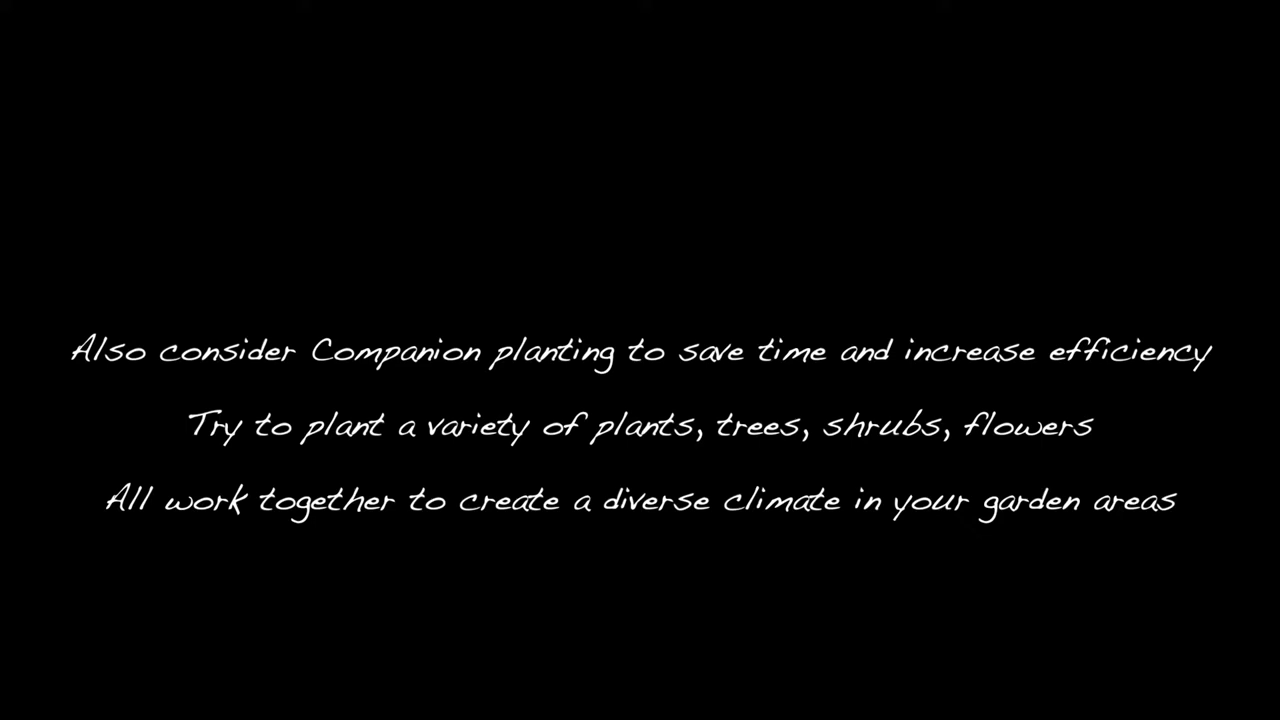 Also consider Companion planting to save time and increase efficiency
Try to plant a variety of plants, trees, shrubs, flowers
All work together to create a diverse climate in your garden areas